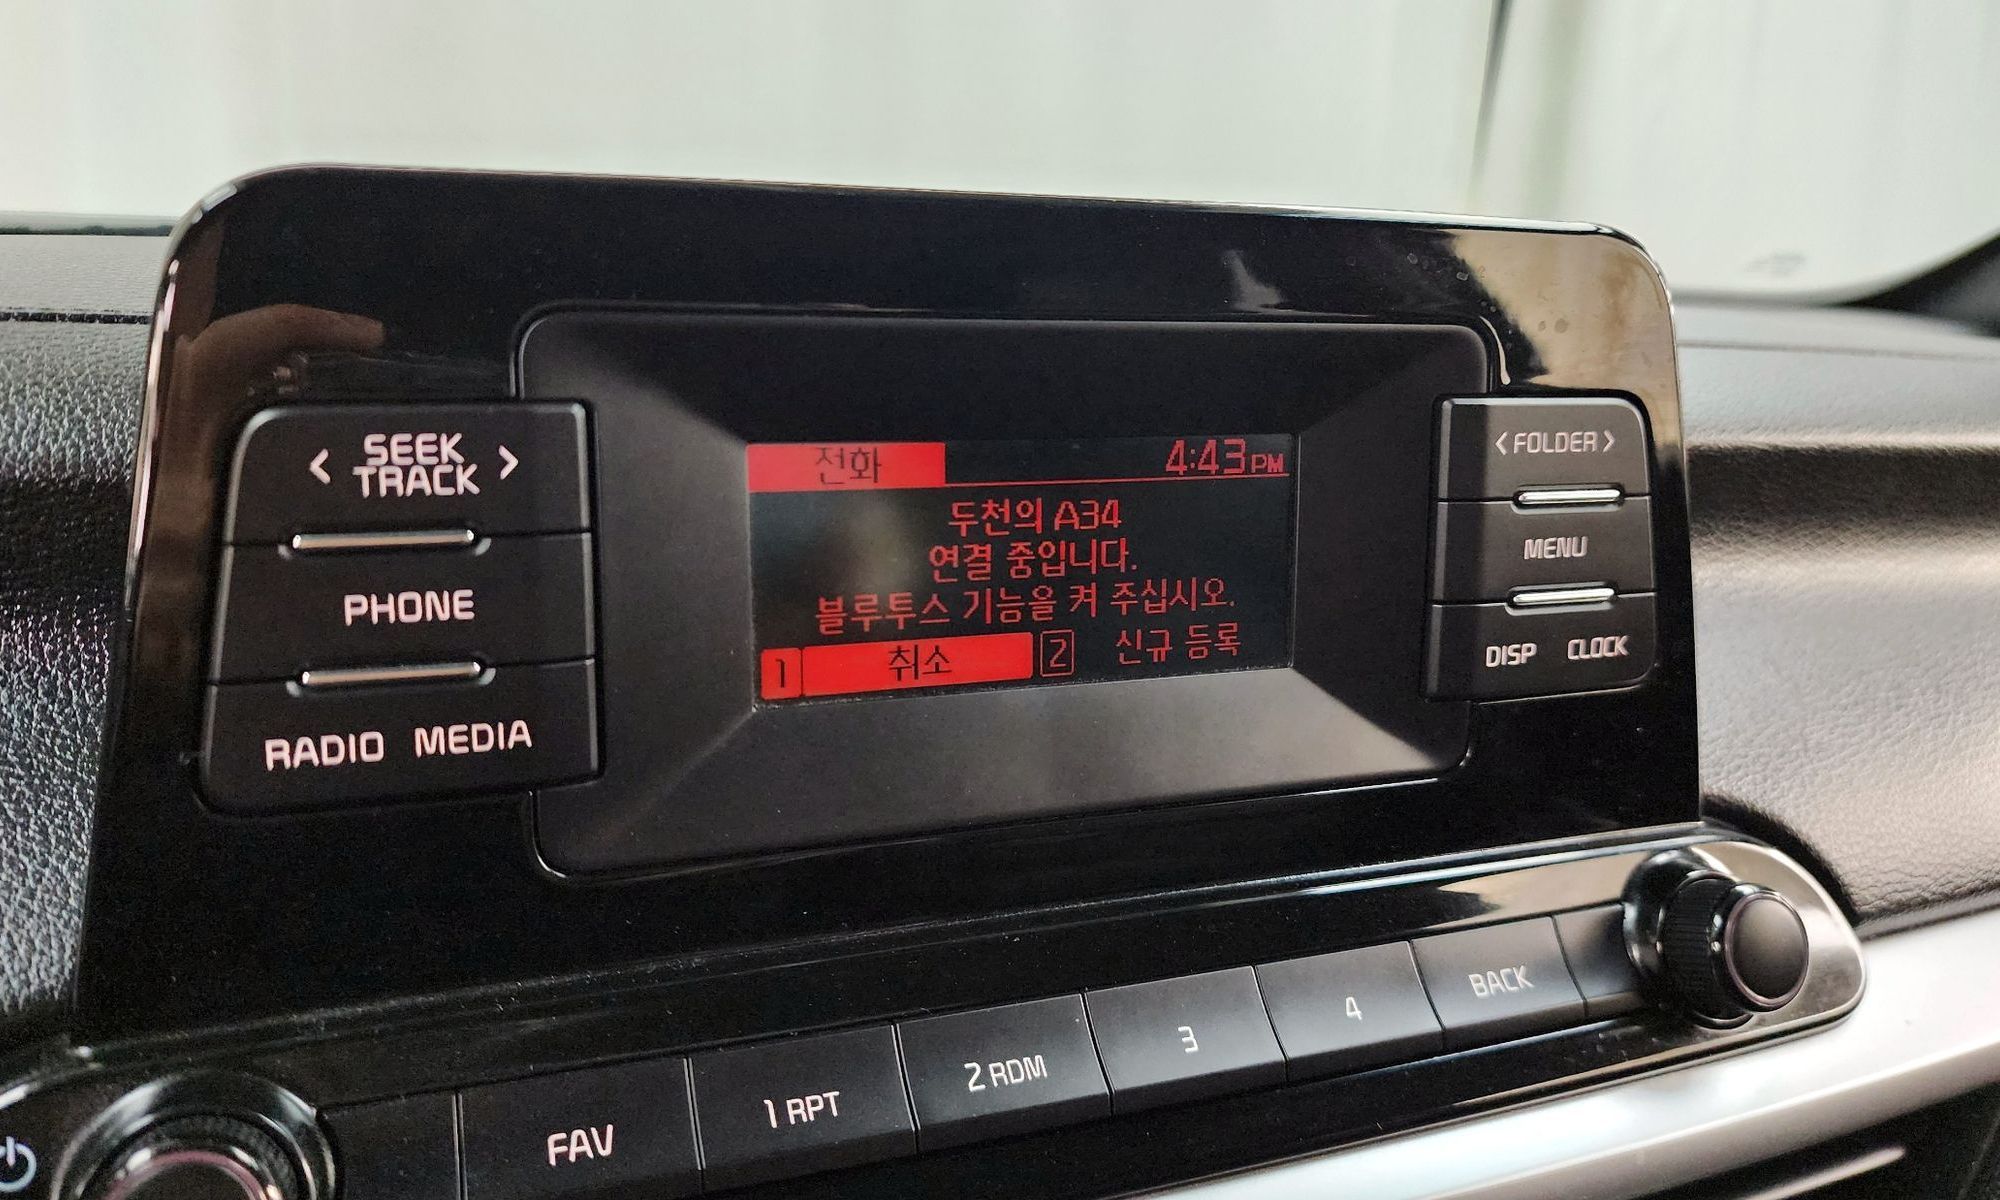 전화 4:43PM
두천의 A34
연결 중입니다.
블루투스 기능을 켜 주십시오.
1 취소 2 신규 등록
< SEEK >
TRACK
PHONE
RADIO MEDIA
<FOLDER>
MENU
DISP CLOCK
FAV 1 RPT 2 RDM 3 4 BACK